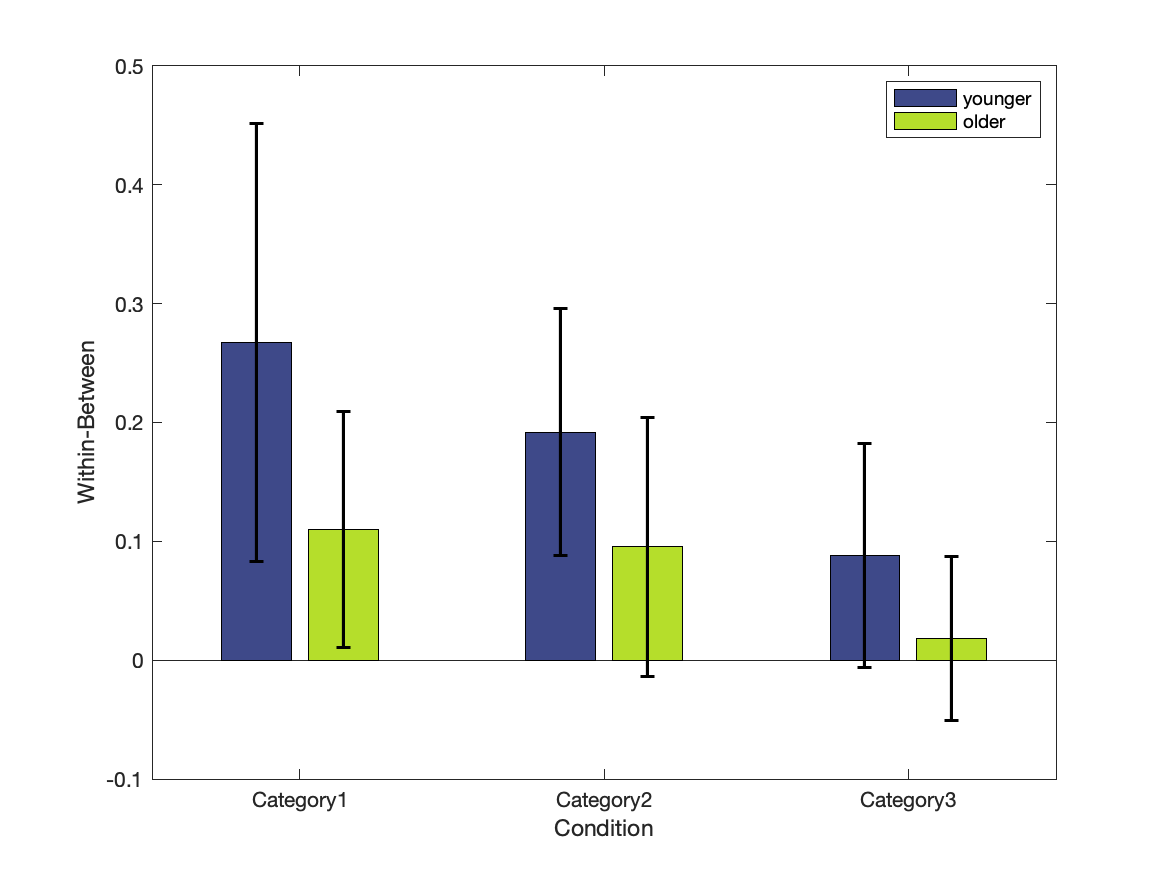 0.5
younger
older
0.4
0.3
0.2
0.1
0
-0.1
Within-Between
Category1
Category2
Category3
Condition